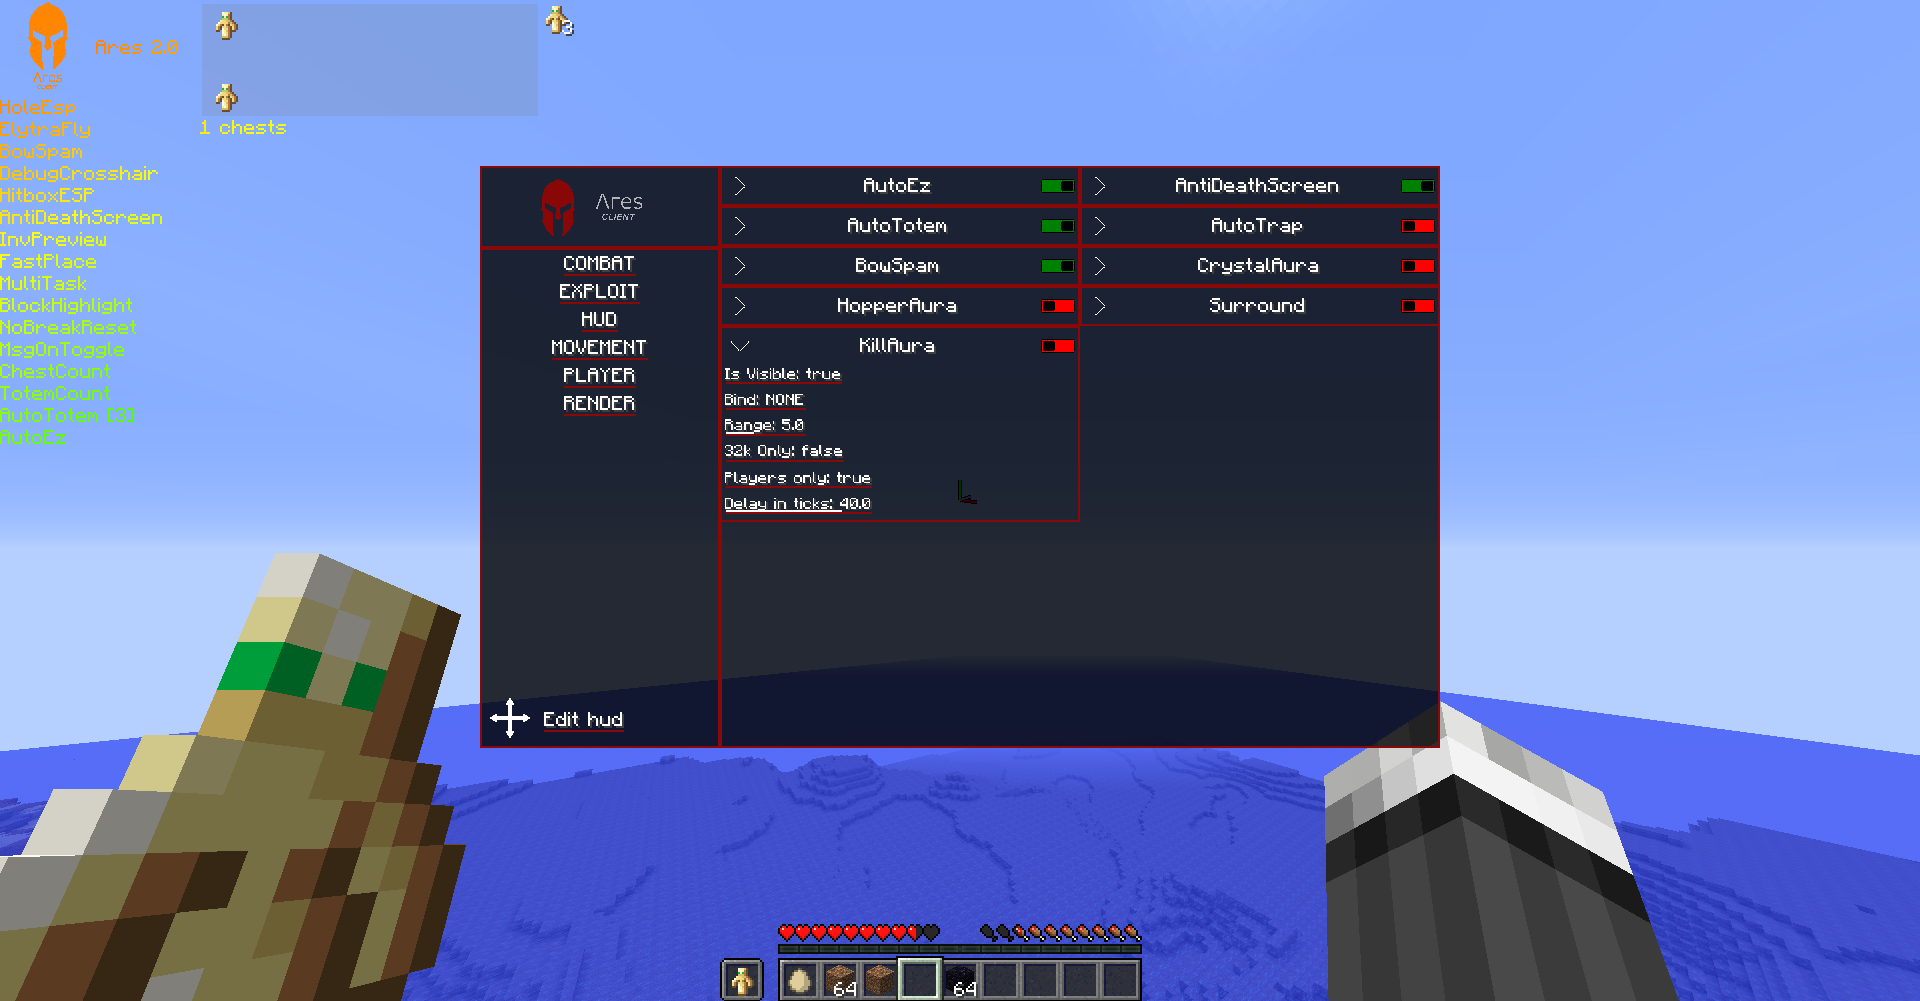 Ares 2.0
Ares
CLIENT
3
1 chests
HoleEsp
ElytraFly
BowSpam
DebugCrosshair
HitboxESP
AntiDeathScreen
InvPreview
FastPlace
MultiTask
BlockHighlight
NoBreakReset
MsgOnToggle
ChestCount
TotemCount
AutoTotem [3]
AutoEz
Ares
CLIENT
COMBAT
EXPLOIT
HUD
MOVEMENT
PLAYER
RENDER
Edit hud
AutoEz
AntiDeathScreen
AutoTotem
AutoTrap
BowSpam
CrystalAura
HopperAura
Surround
KillAura
Is Visible: true
Bind: NONE
Range: 5.0
32k Only: false
Players only: true
Delay in ticks: 40.0
64
64